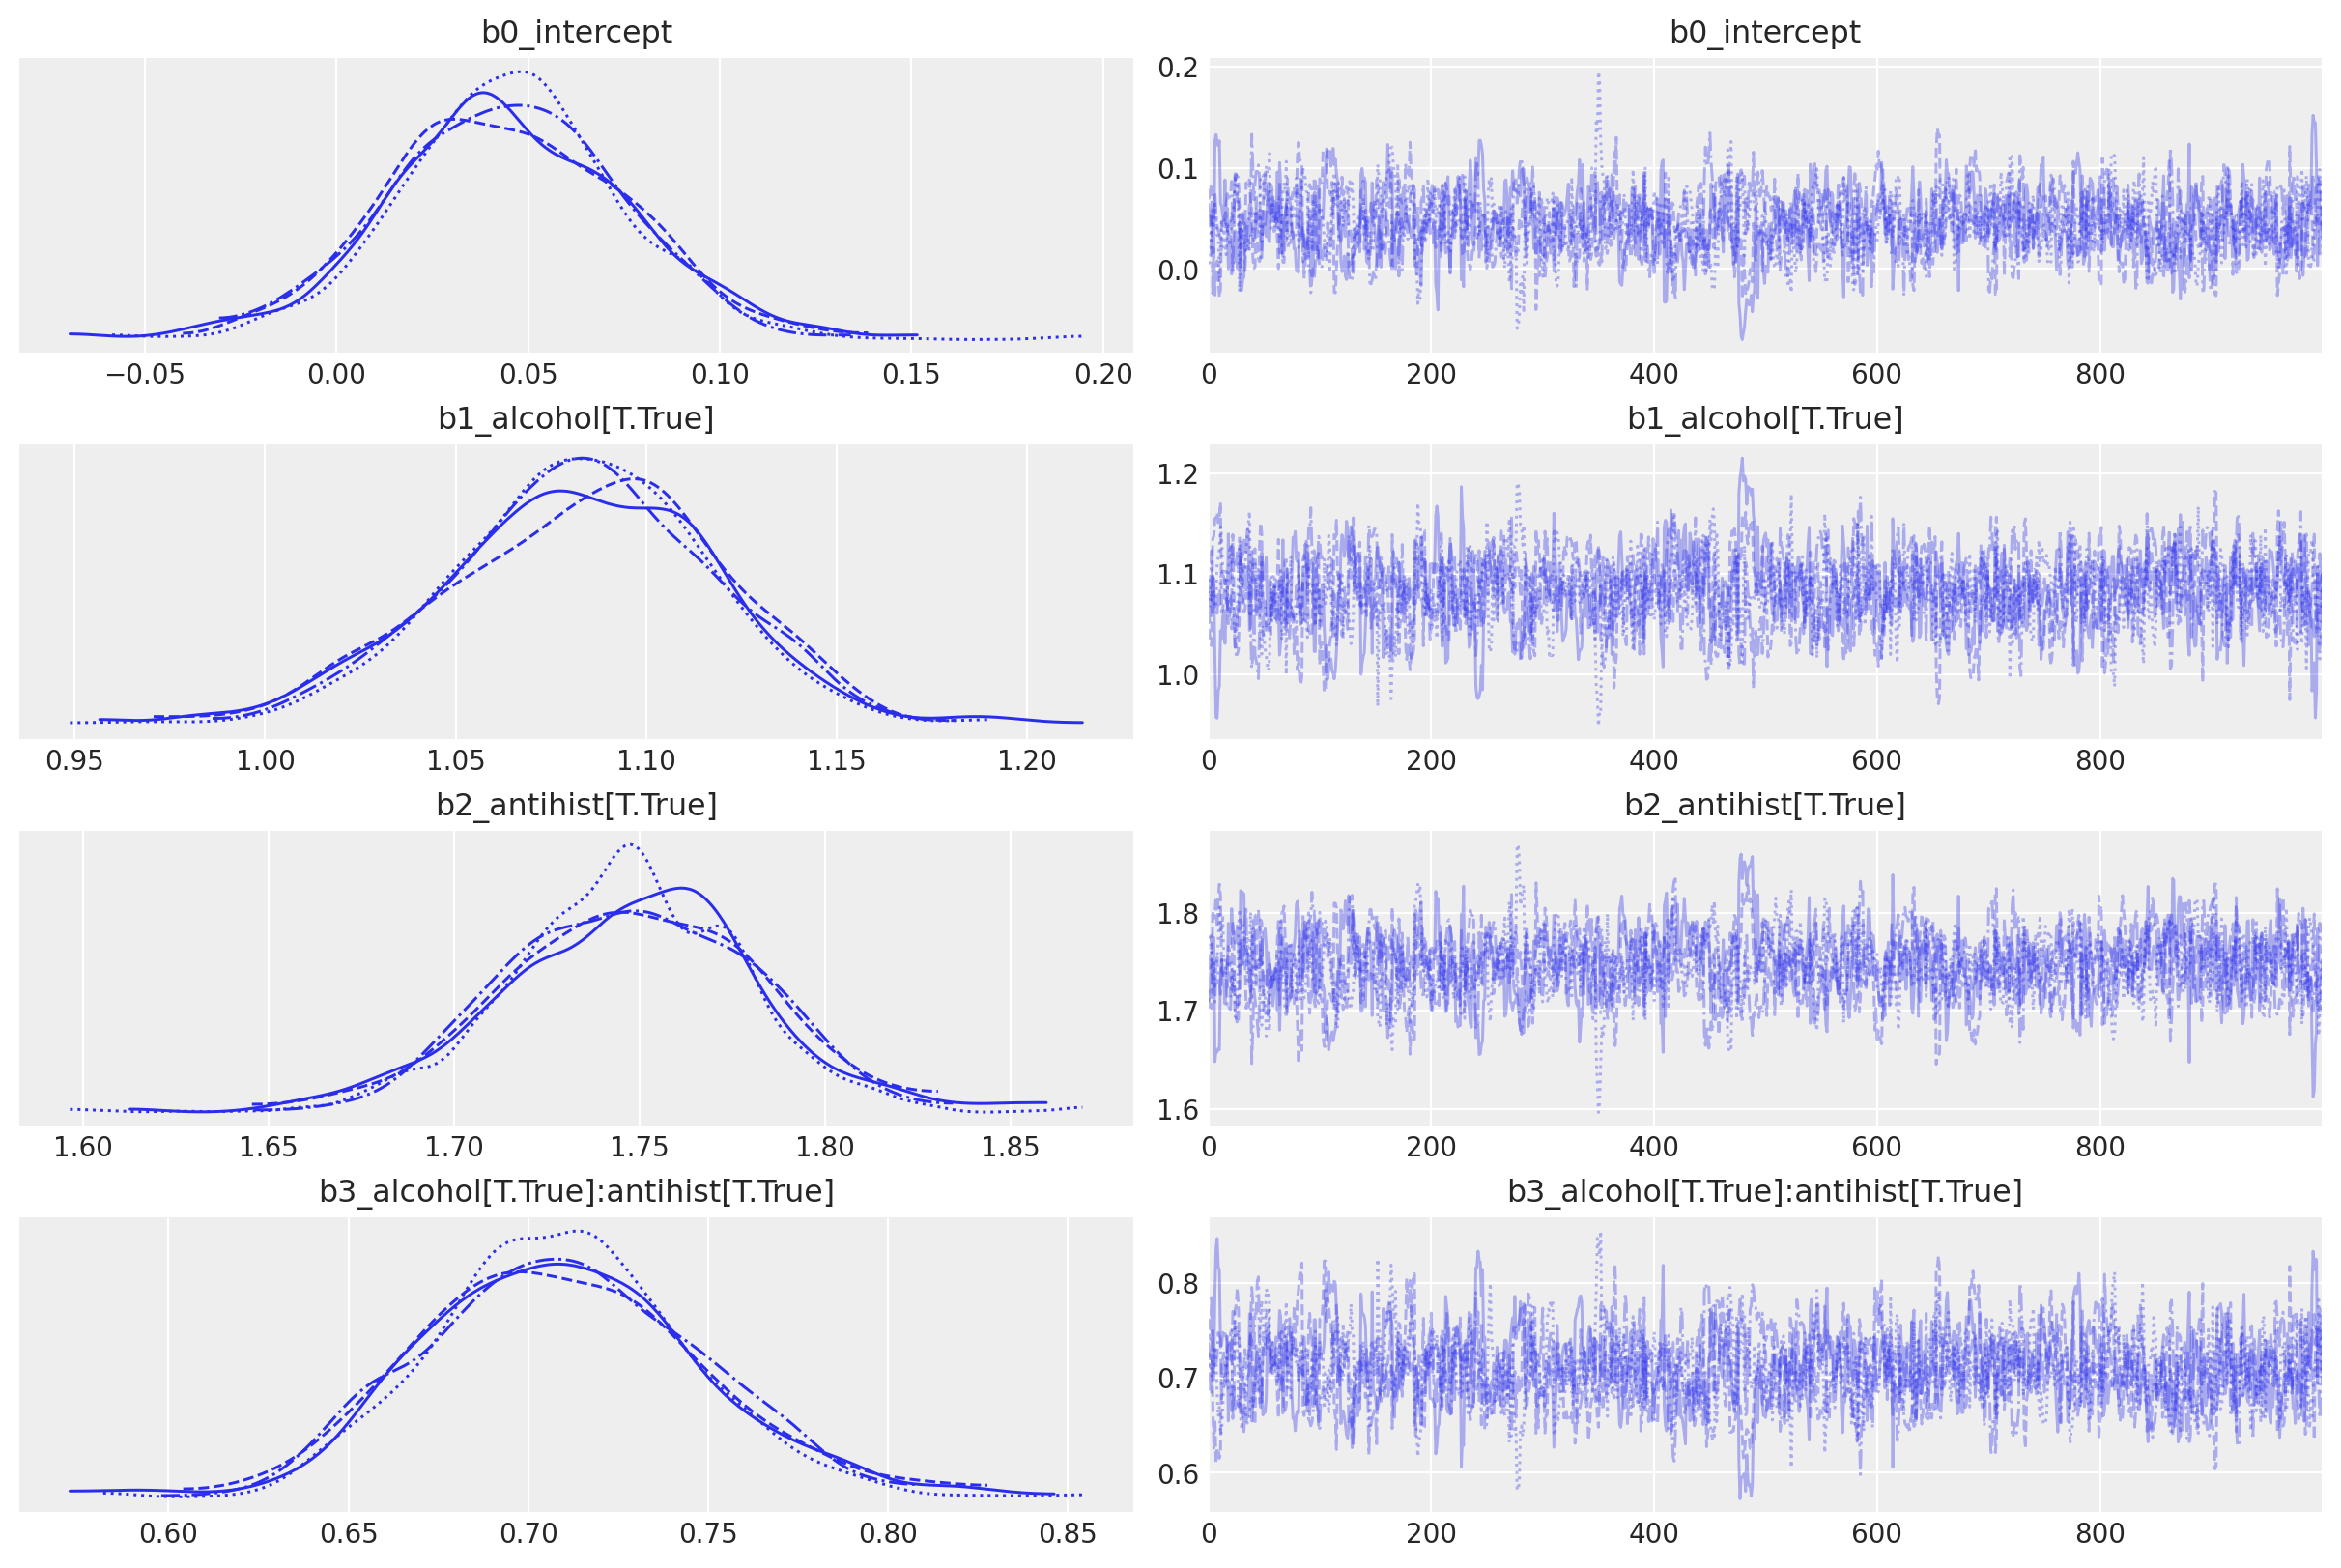 b0_intercept
−0.05 0.00 0.05 0.10 0.15 0.20
b0_intercept
0.2
0.1
0.0
0 200 400 600 800
b1_alcohol[T.True]
0.95 1.00 1.05 1.10 1.15 1.20
b1_alcohol[T.True]
1.2
1.1
1.0
0 200 400 600 800
b2_antihist[T.True]
1.60 1.65 1.70 1.75 1.80 1.85
b2_antihist[T.True]
1.8
1.7
1.6
0 200 400 600 800
b3_alcohol[T.True]:antihist[T.True]
0.60 0.65 0.70 0.75 0.80 0.85
b3_alcohol[T.True]:antihist[T.True]
0.8
0.7
0.6
0 200 400 600 800